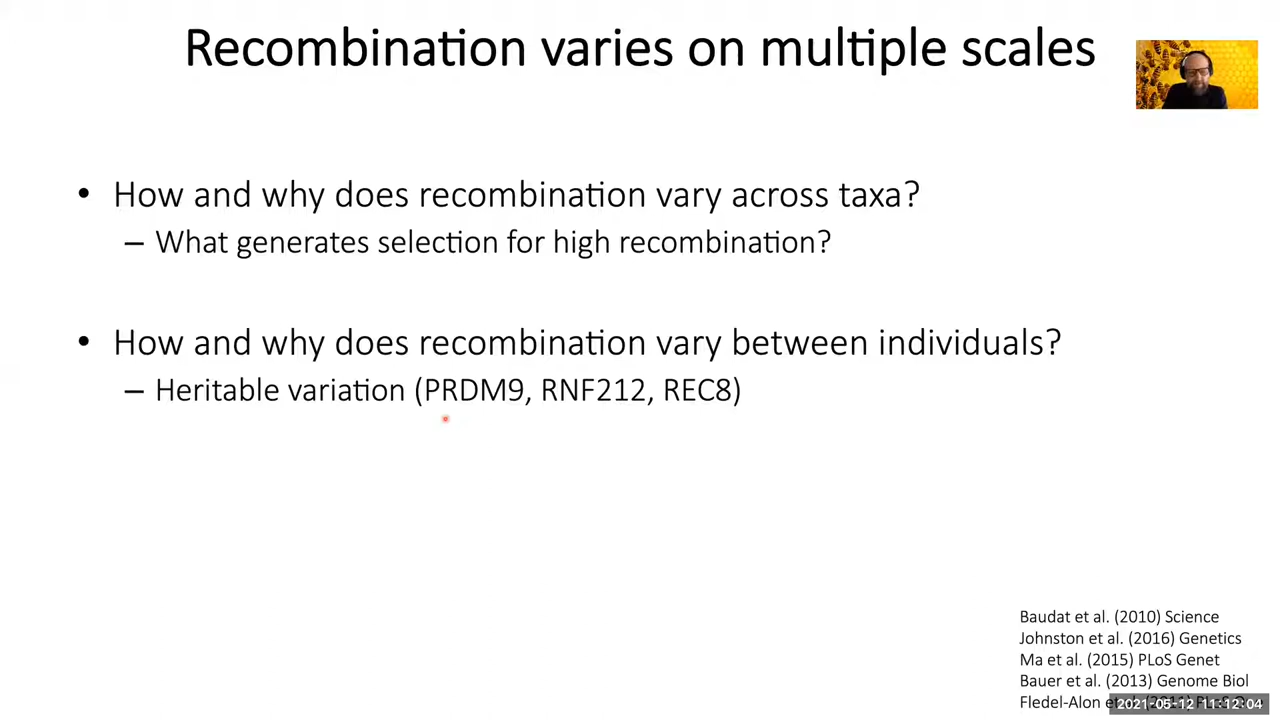 Recombination varies on multiple scales
• How and why does recombination vary across taxa?
– What generates selection for high recombination?
• How and why does recombination vary between individuals?
– Heritable variation (PRDM9, RNF212, REC8)
Baudat et al. (2010) Science
Johnston et al. (2016) Genetics
Ma et al. (2015) PLoS Genet
Bauer et al. (2013) Genome Biol
Fledel-Alon
2021-05-12 11:12:04